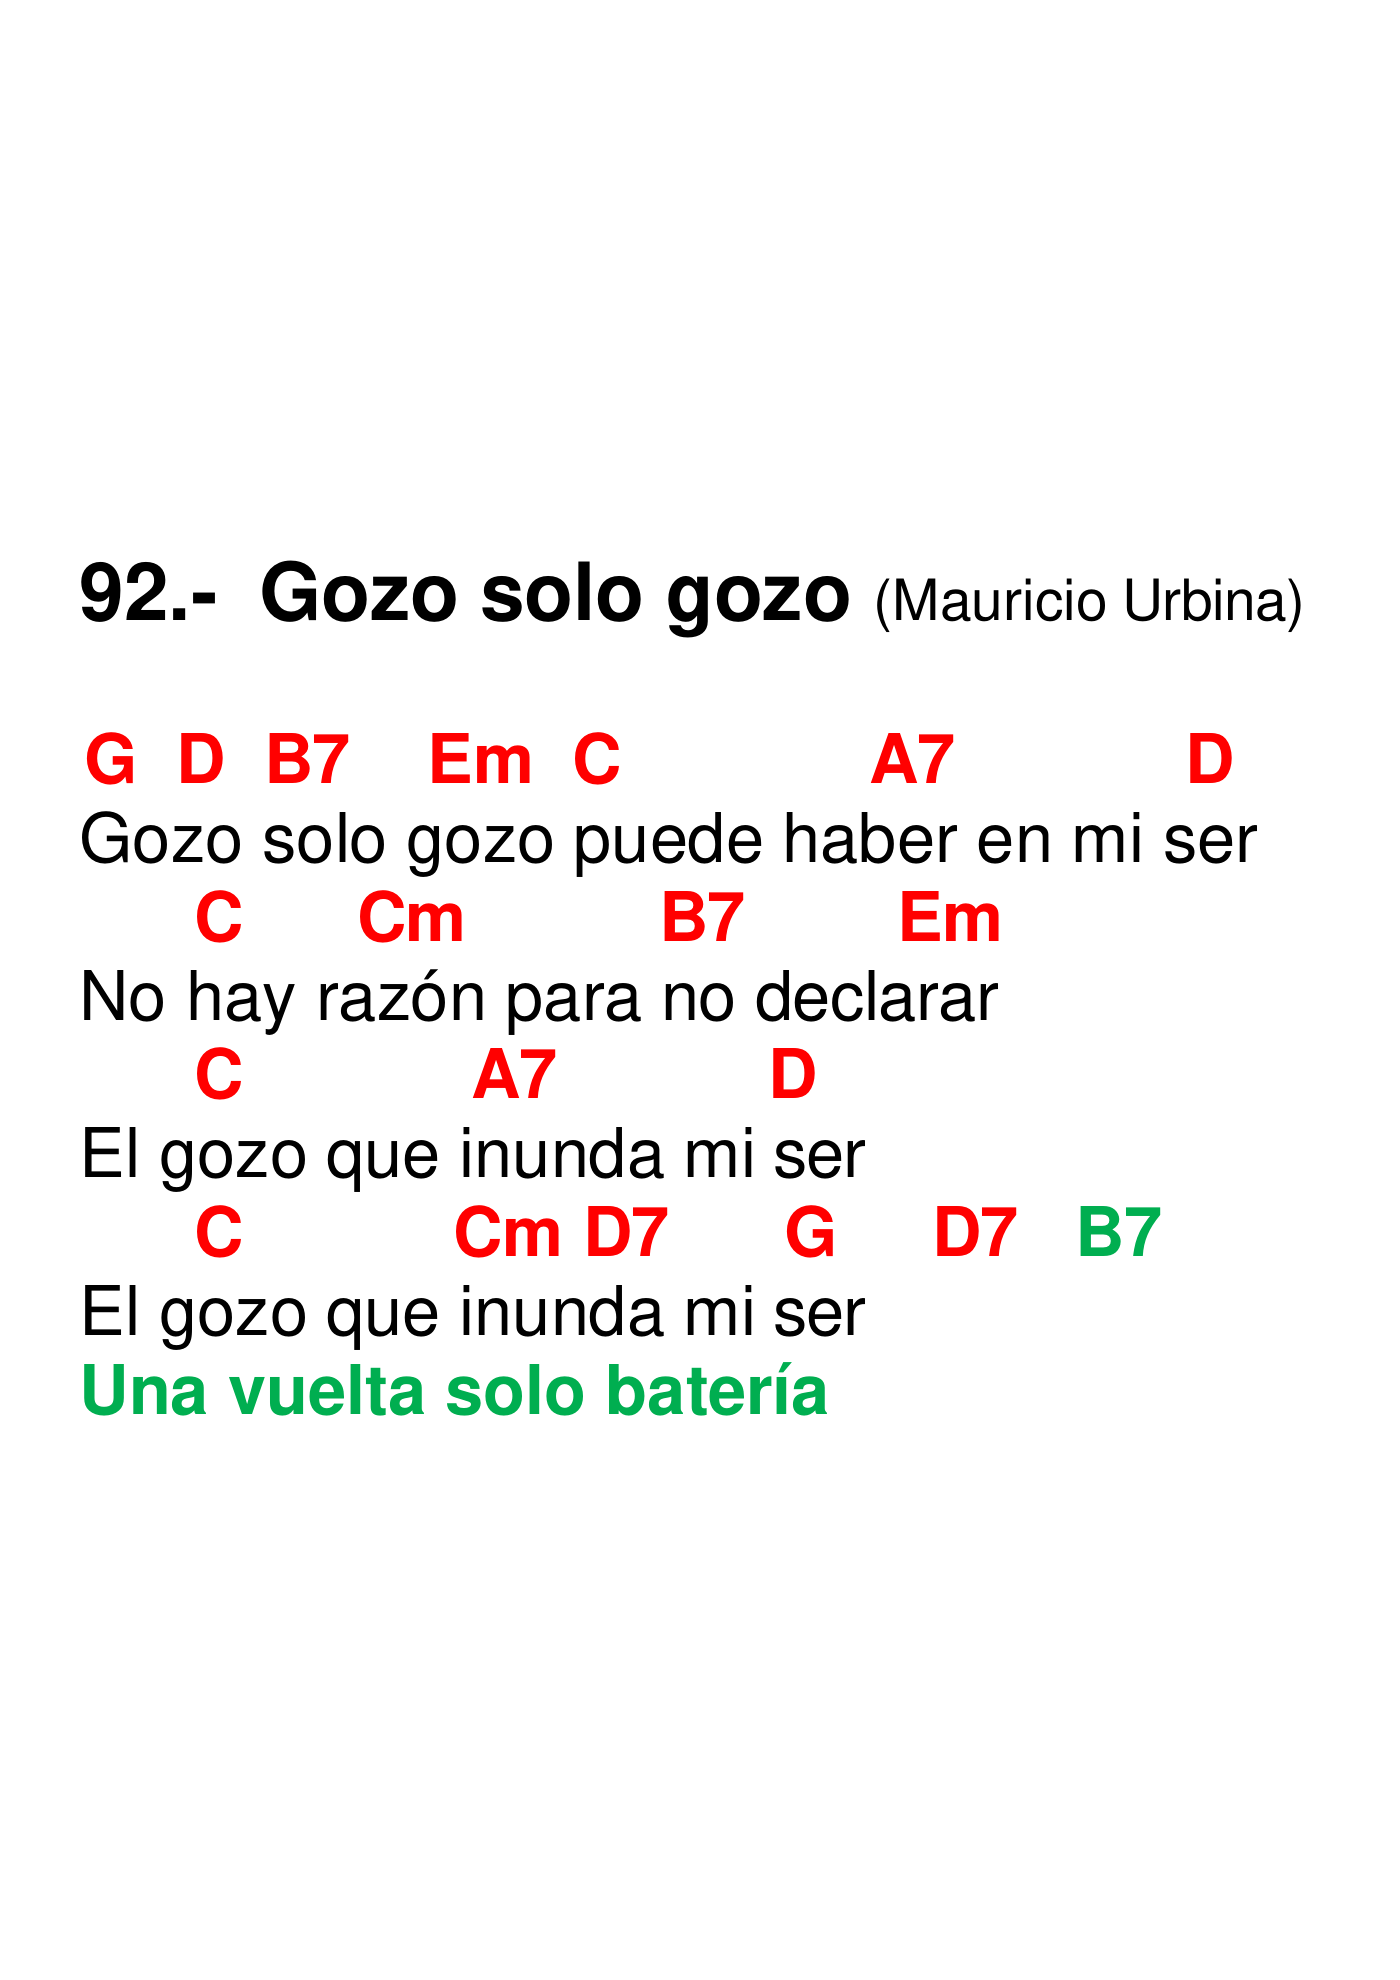 92.- Gozo solo gozo (Mauricio Urbina)
G D B7 Em C A7 D
Gozo solo gozo puede haber en mi ser
C Cm B7 Em
No hay razón para no declarar
C A7 D
El gozo que inunda mi ser
C Cm D7 G D7 B7
El gozo que inunda mi ser
Una vuelta solo batería